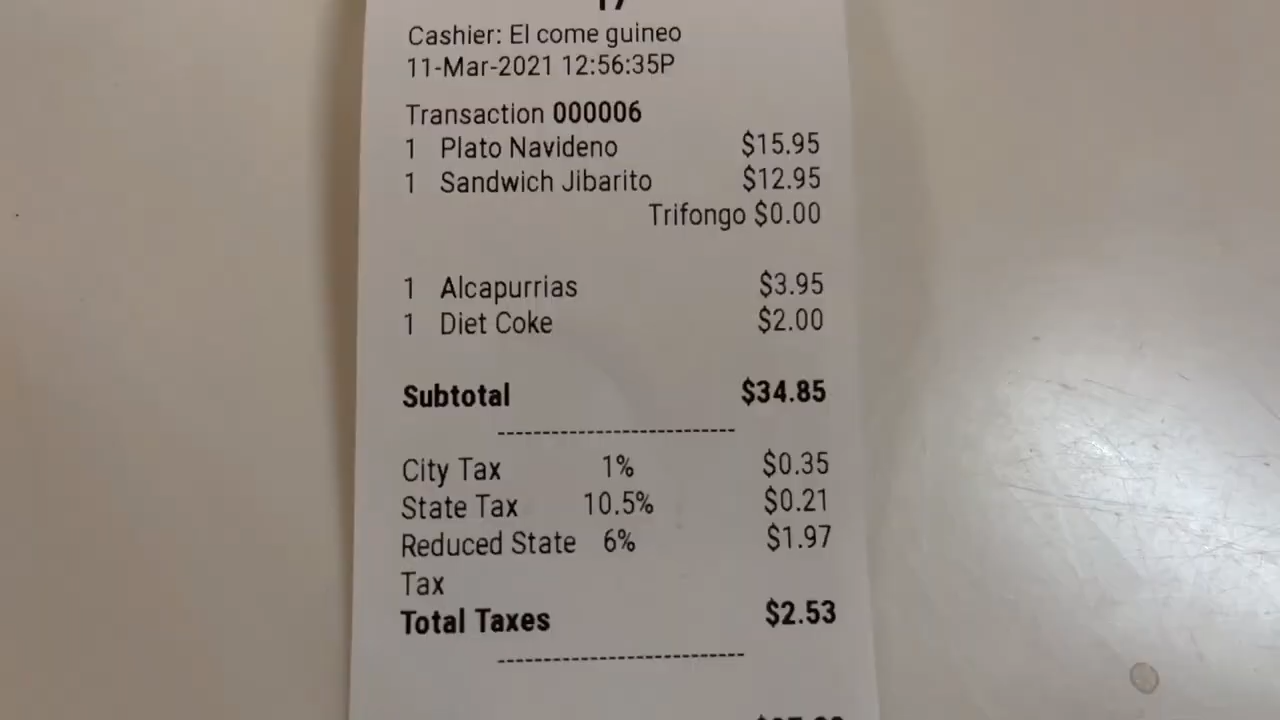 Cashier: El come guineo
11-Mar-2021 12:56:35P
Transaction 000006
1 Plato Navideno $15.95
1 Sandwich Jibarito $12.95
Trifongo $0.00
1 Alcapurrias $3.95
1 Diet Coke $2.00
Subtotal $34.85
--------------------------
City Tax 1% $0.35
State Tax 10.5% $0.21
Reduced State 6% $1.97
Tax
Total Taxes $2.53
---------------------------